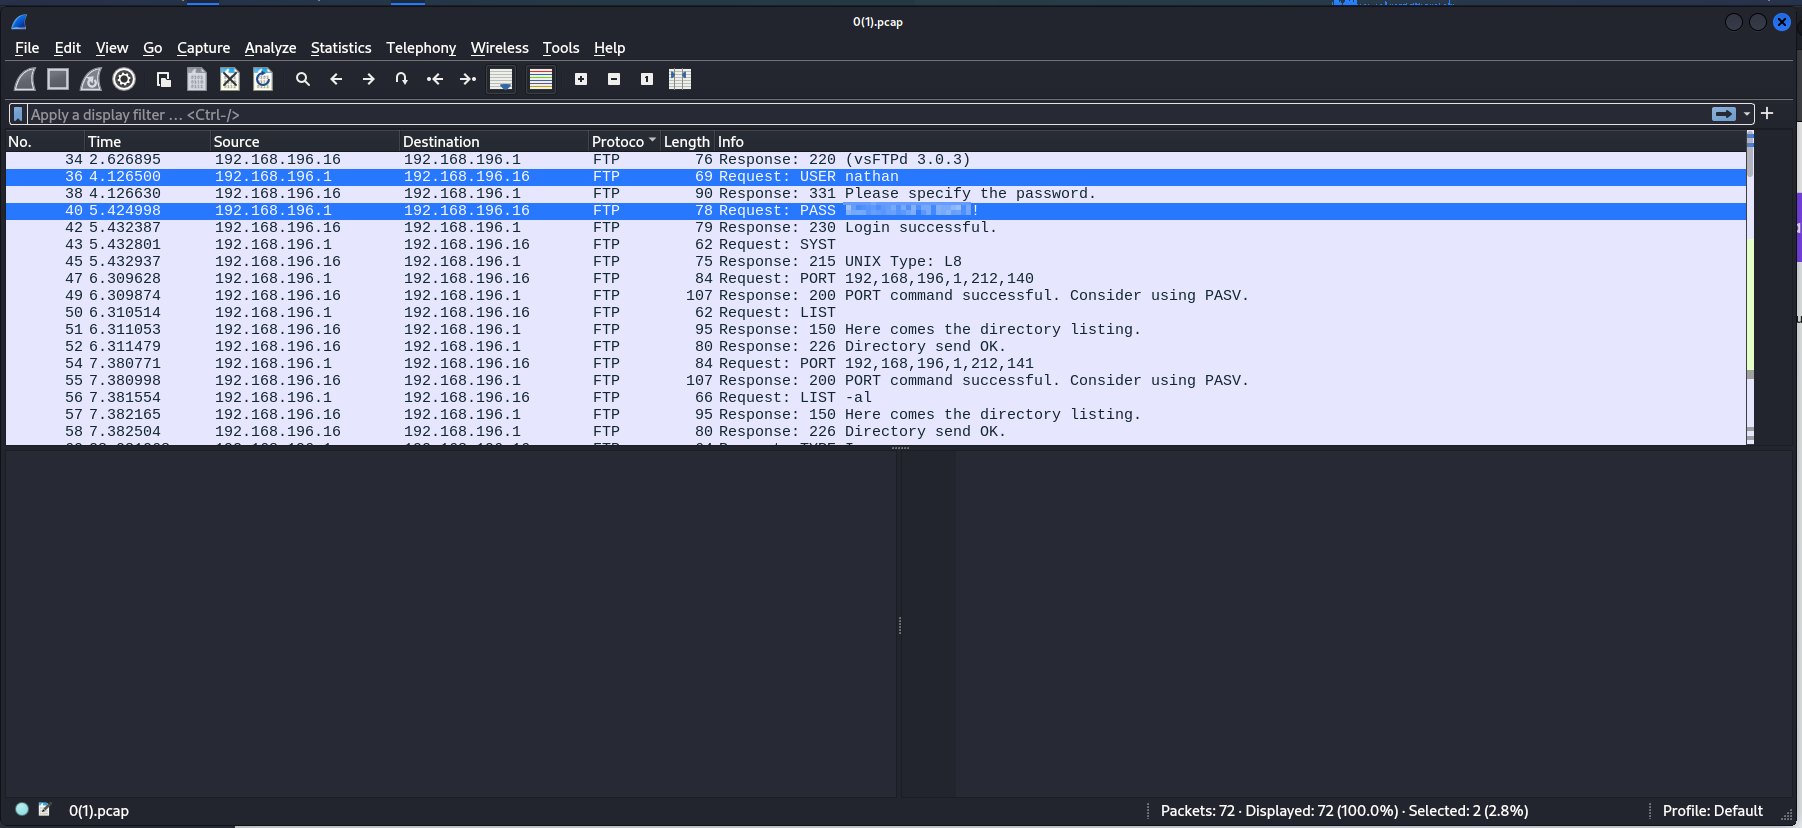 0(1).pcap
File Edit View Go Capture Analyze Statistics Telephony Wireless Tools Help
Apply a display filter … <Ctrl-/>
No. Time Source Destination Protoco Length Info
34 2.626895 192.168.196.16 192.168.196.1 FTP 76 Response: 220 (vsFTPd 3.0.3)
36 4.126500 192.168.196.1 192.168.196.16 FTP 69 Request: USER nathan
38 4.126630 192.168.196.16 192.168.196.1 FTP 90 Response: 331 Please specify the password.
40 5.424998 192.168.196.1 192.168.196.16 FTP 78 Request: PASS !
42 5.432387 192.168.196.16 192.168.196.1 FTP 79 Response: 230 Login successful.
43 5.432801 192.168.196.1 192.168.196.16 FTP 62 Request: SYST
45 5.432937 192.168.196.16 192.168.196.1 FTP 75 Response: 215 UNIX Type: L8
47 6.309628 192.168.196.1 192.168.196.16 FTP 84 Request: PORT 192,168,196,1,212,140
49 6.309874 192.168.196.16 192.168.196.1 FTP 107 Response: 200 PORT command successful. Consider using PASV.
50 6.310514 192.168.196.1 192.168.196.16 FTP 62 Request: LIST
51 6.311053 192.168.196.16 192.168.196.1 FTP 95 Response: 150 Here comes the directory listing.
52 6.311479 192.168.196.16 192.168.196.1 FTP 80 Response: 226 Directory send OK.
54 7.380771 192.168.196.1 192.168.196.16 FTP 84 Request: PORT 192,168,196,1,212,141
55 7.380998 192.168.196.16 192.168.196.1 FTP 107 Response: 200 PORT command successful. Consider using PASV.
56 7.381554 192.168.196.1 192.168.196.16 FTP 66 Request: LIST -al
57 7.382165 192.168.196.16 192.168.196.1 FTP 95 Response: 150 Here comes the directory listing.
58 7.382504 192.168.196.16 192.168.196.1 FTP 80 Response: 226 Directory send OK.
0(1).pcap Packets: 72 · Displayed: 72 (100.0%) · Selected: 2 (2.8%) Profile: Default